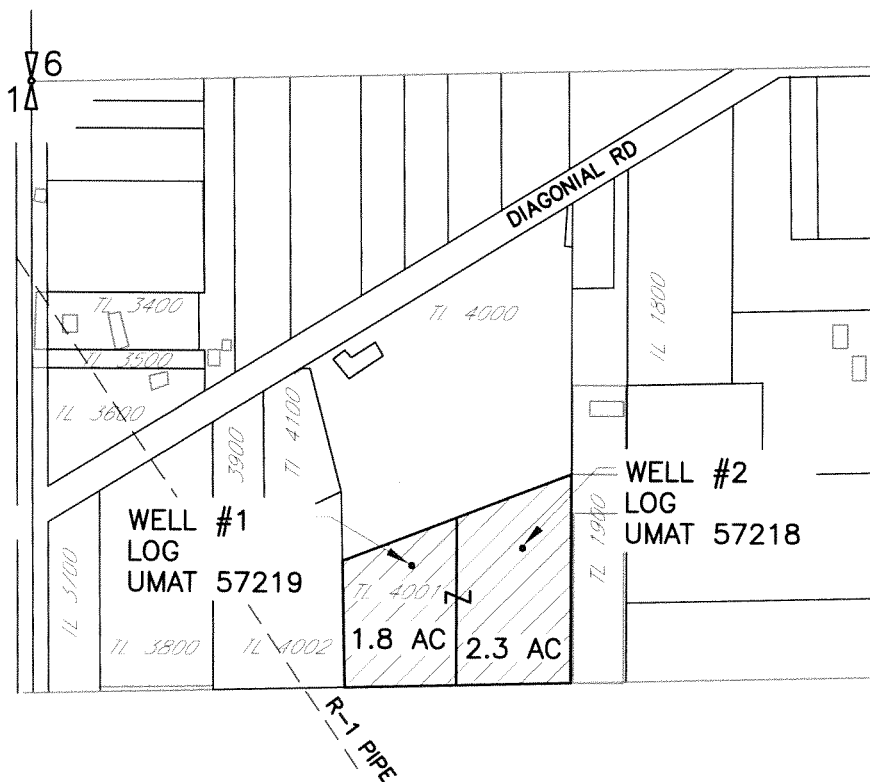 6
1
DIAGONIAL RD
TL 3400
TL 4000
TL 1800
TL 3500
TL 3600
3900
TL 4100
WELL #1
LOG
UMAT 57219
WELL #2
LOG
UMAT 57218
TL 1900
TL 3700
TL 3800
TL 4002
TL 4001
1.8 AC
2.3 AC
R-1 PIPE